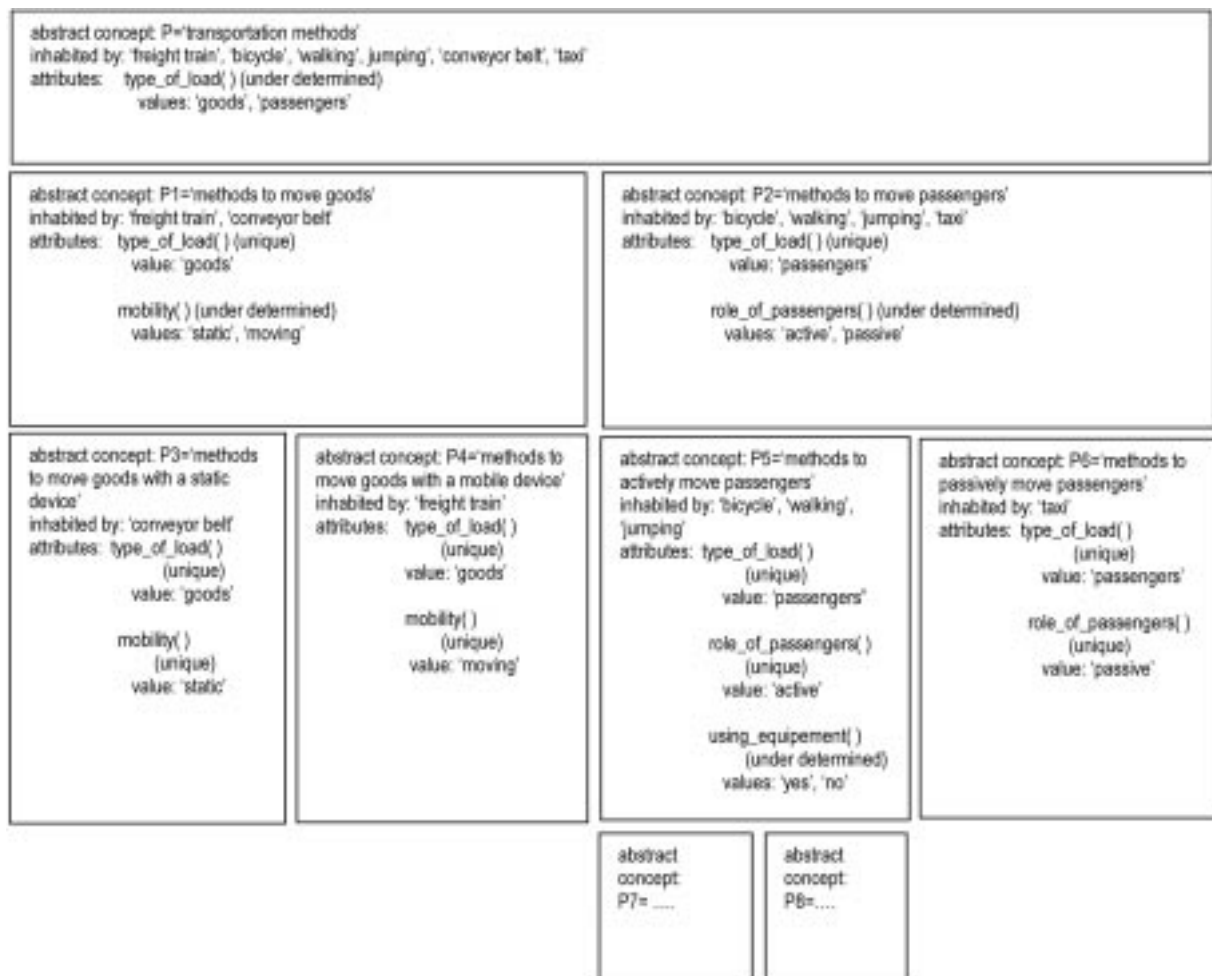 abstract concept: P='transportation methods'
inhabited by: 'freight train', 'bicycle', 'walking', jumping', 'conveyor belt', 'taxi'
attributes: type_of_load( ) (under determined)
values: 'goods', 'passengers'
abstract concept: P1='methods to move goods'
inhabited by: 'freight train', 'conveyor belt'
attributes: type_of_load( ) (unique)
value: 'goods'
mobility( ) (under determined)
values: 'static', 'moving'
abstract concept: P2='methods to move passengers'
inhabited by: 'bicycle', 'walking', 'jumping', 'taxi'
attributes: type_of_load( ) (unique)
value: 'passengers'
role_of_passengers( ) (under determined)
values: 'active', 'passive'
abstract concept: P3='methods
to move goods with a static
device'
inhabited by: 'conveyor belt'
attributes: type_of_load( )
(unique)
value: 'goods'
mobility( )
(unique)
value: 'static'
abstract concept: P4='methods to
move goods with a mobile device'
inhabited by: 'freight train'
attributes: type_of_load( )
(unique)
value: 'goods'
mobility( )
(unique)
value: 'moving'
abstract concept: P5='methods to
actively move passengers'
inhabited by: 'bicycle', 'walking',
'jumping'
attributes: type_of_load( )
(unique)
value: 'passengers'
role_of_passengers( )
(unique)
value: 'active'
using_equipement( )
(under determined)
values: 'yes', 'no'
abstract concept: P6='methods to
passively move passengers'
inhabited by: 'taxi'
attributes: type_of_load( )
(unique)
value: 'passengers'
role_of_passengers( )
(unique)
value: 'passive'
abstract
concept:
P7= .....
abstract
concept:
P8=....